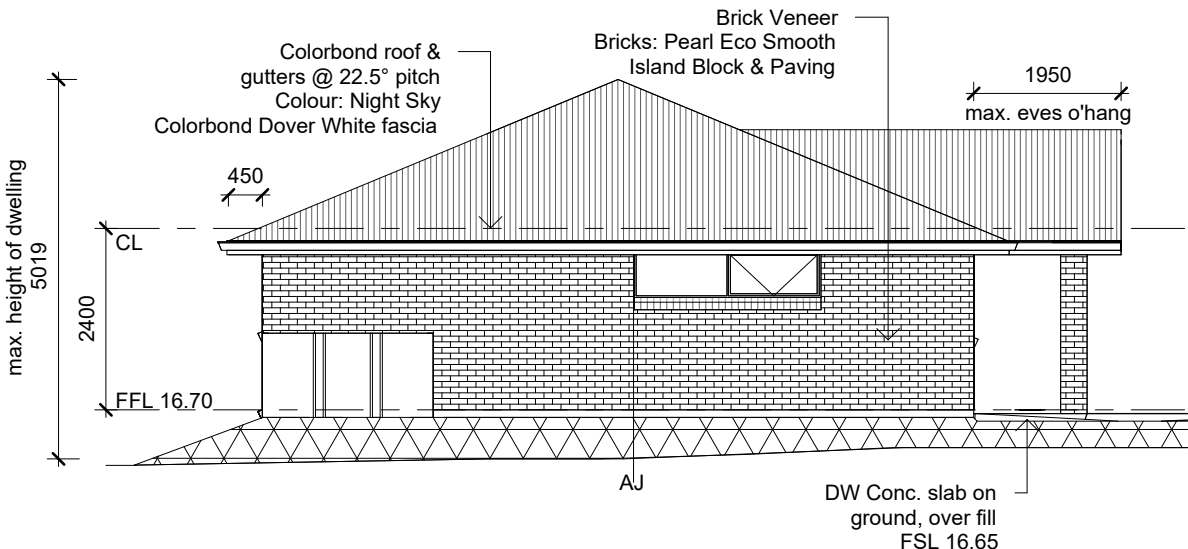 Colorbond roof &
gutters @ 22.5° pitch
Colour: Night Sky
Colorbond Dover White fascia
Brick Veneer
Bricks: Pearl Eco Smooth
Island Block & Paving
1950
max. eves o'hang
450
CL
max. height of dwelling
5019
2400
FFL 16.70
AJ
DW Conc. slab on
ground, over fill
FSL 16.65